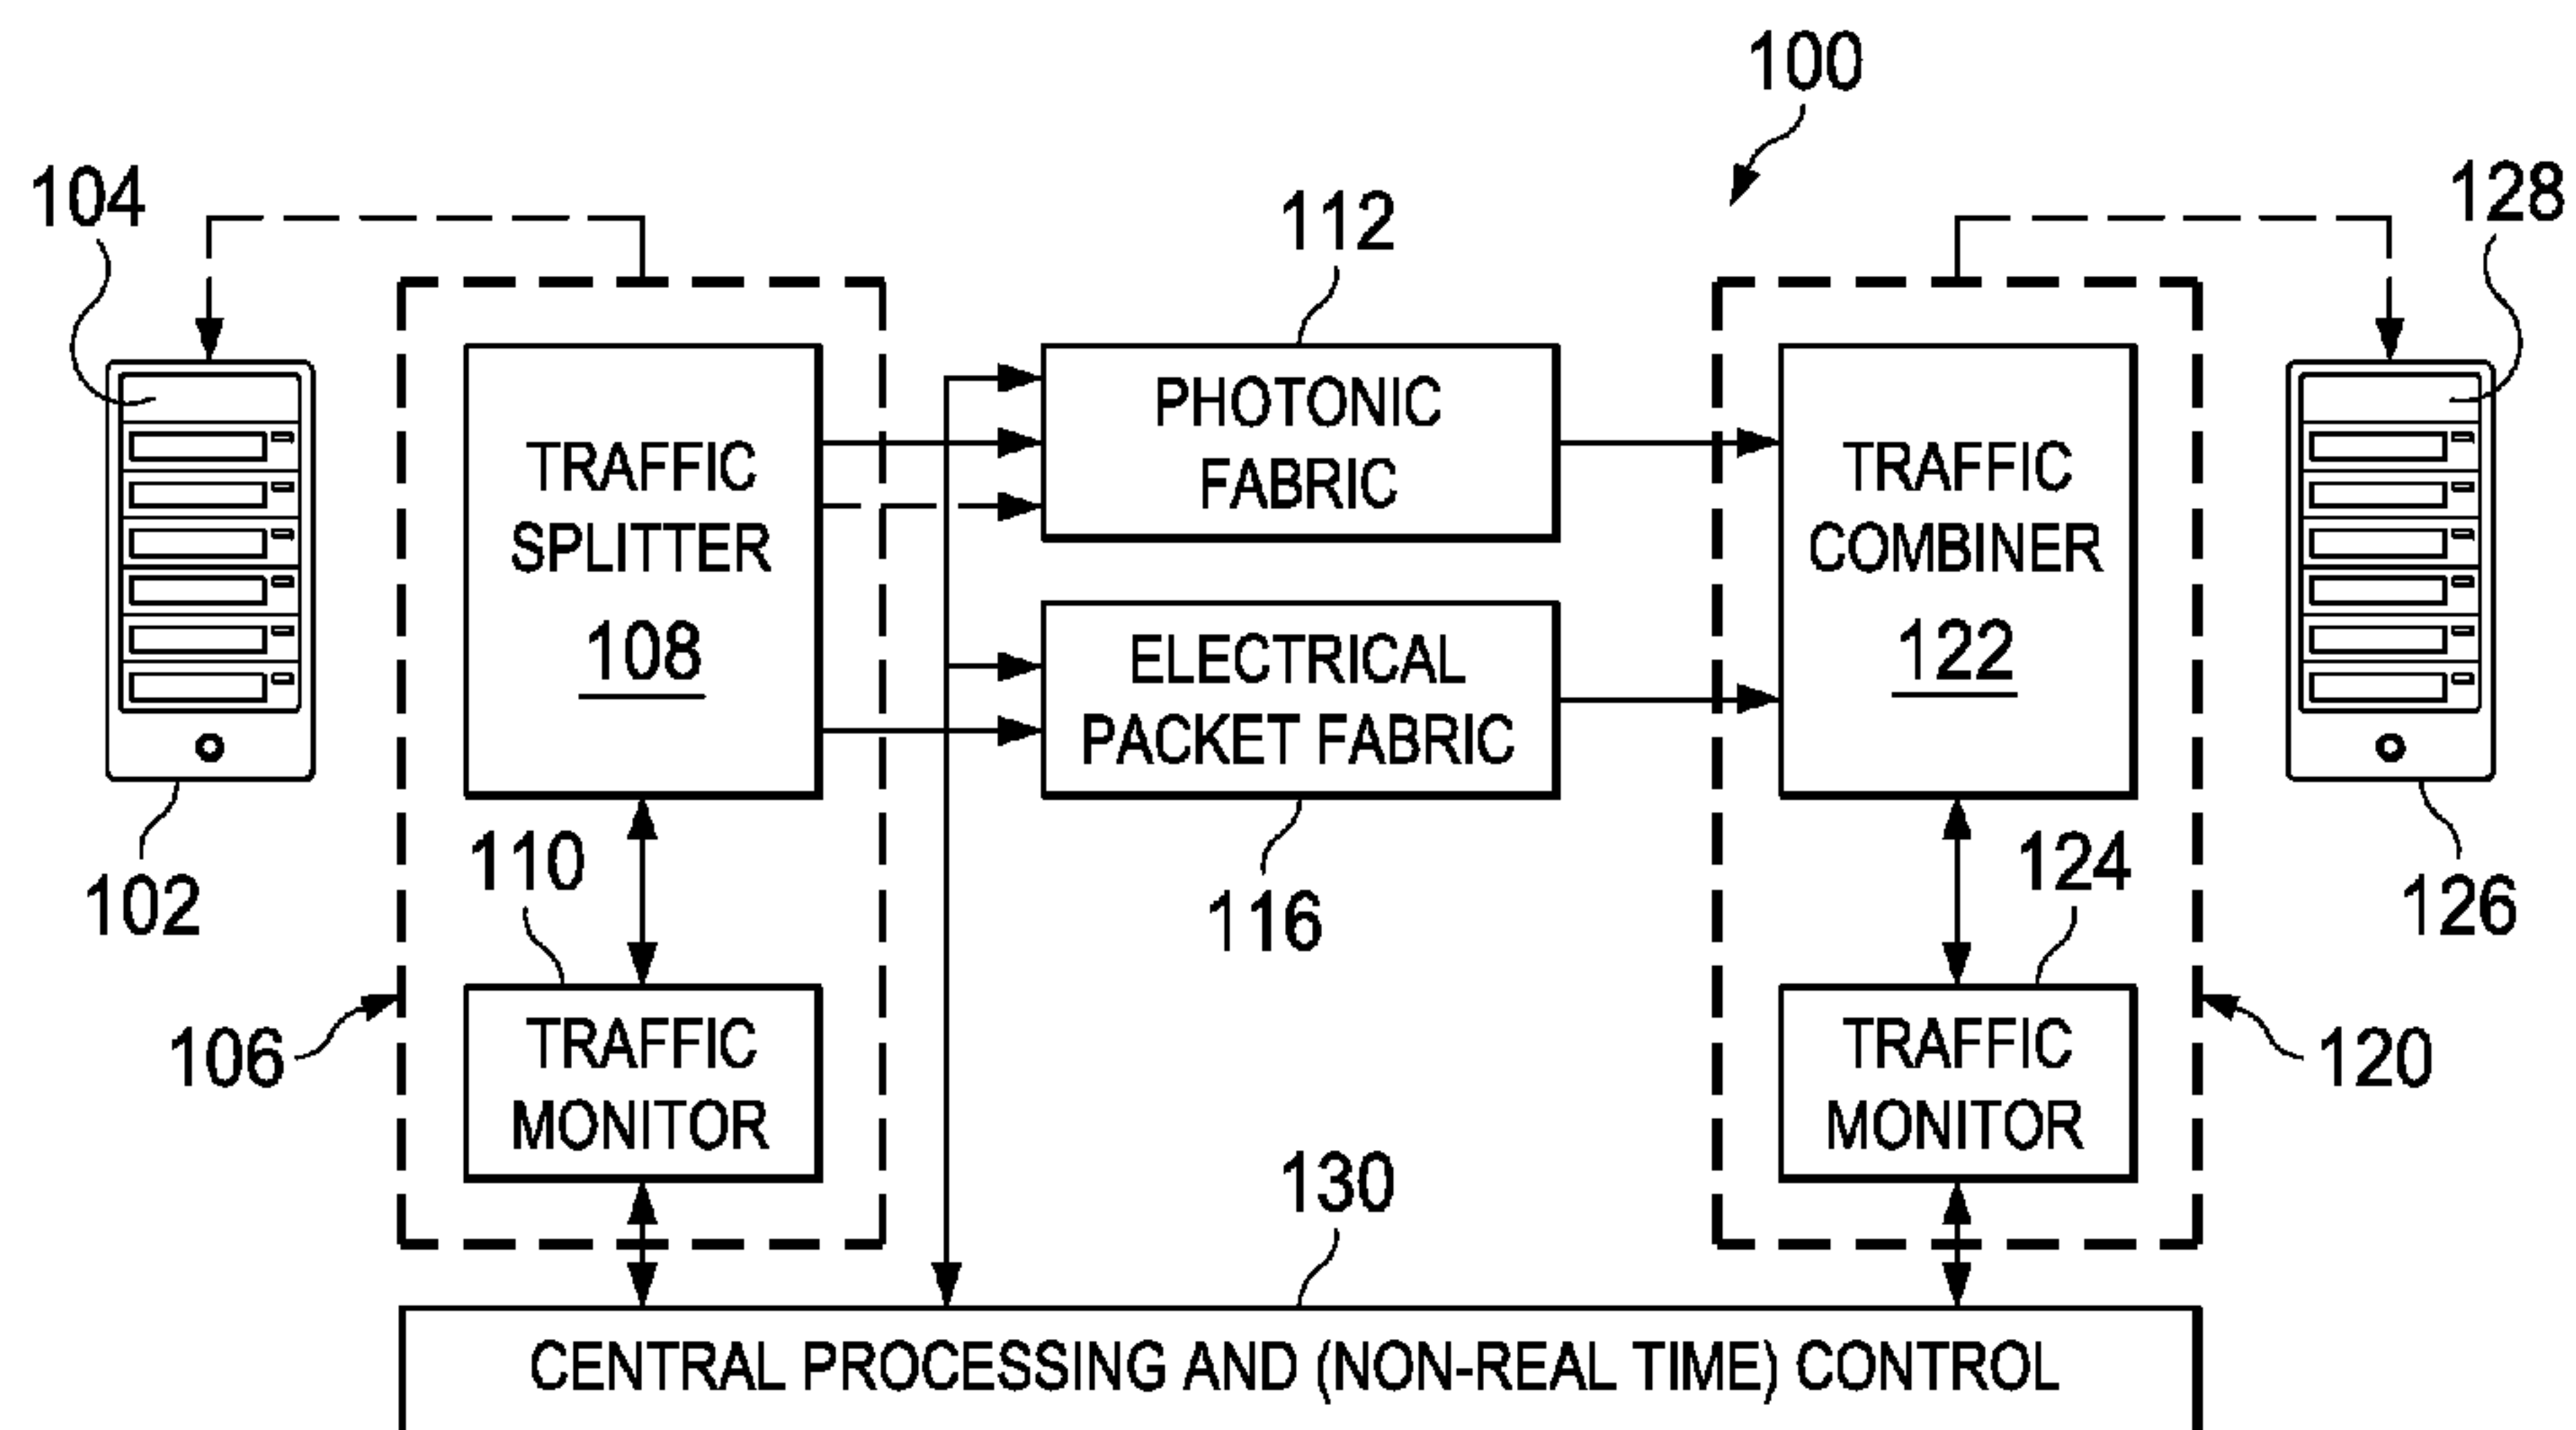 100
104
112
128
TRAFFIC
SPLITTER
108
PHOTONIC
FABRIC
TRAFFIC
COMBINER
122
ELECTRICAL
PACKET FABRIC
102
110
116
124
126
106
TRAFFIC
MONITOR
TRAFFIC
MONITOR
120
130
CENTRAL PROCESSING AND (NON-REAL TIME) CONTROL